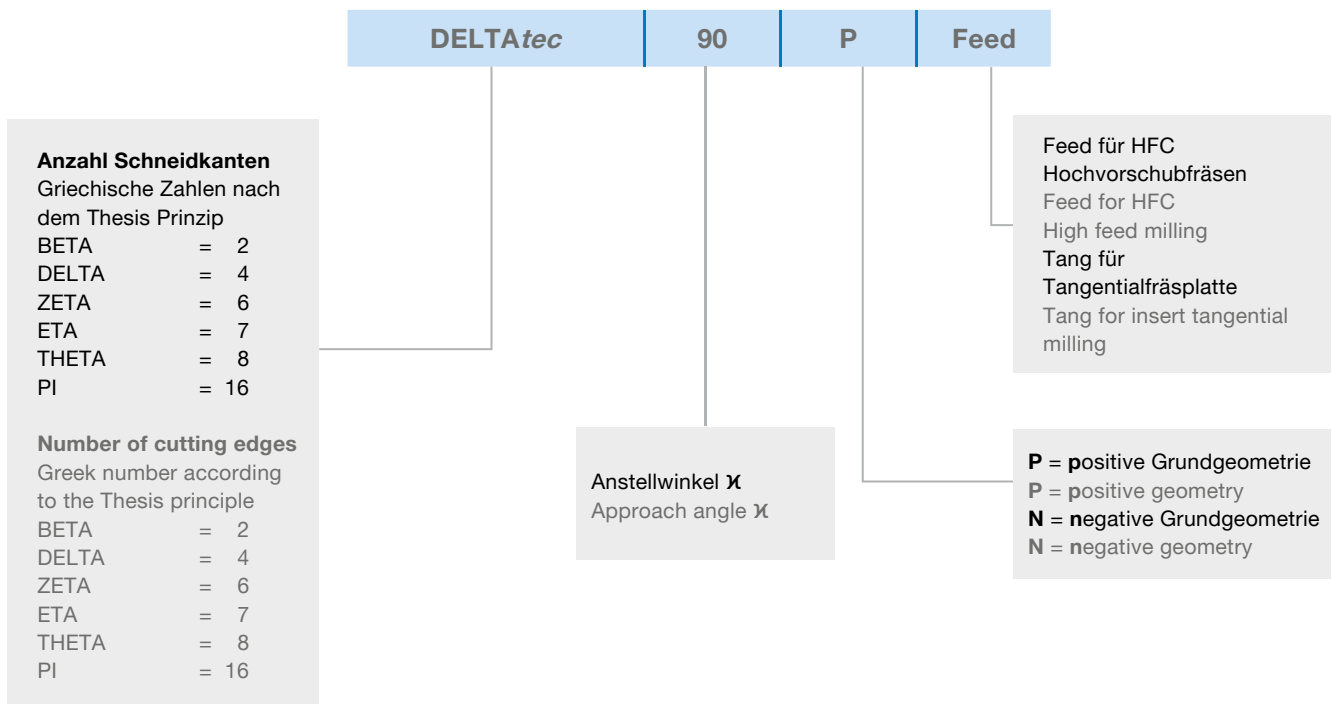 DELTAtec 90 P Feed
Anzahl Schneidkanten
Griechische Zahlen nach
dem Thesis Prinzip
BETA = 2
DELTA = 4
ZETA = 6
ETA = 7
THETA = 8
PI = 16
Number of cutting edges
Greek number according
to the Thesis principle
BETA = 2
DELTA = 4
ZETA = 6
ETA = 7
THETA = 8
PI = 16
Anstellwinkel ϰ
Approach angle ϰ
Feed für HFC
Hochvorschubfräsen
Feed for HFC
High feed milling
Tang für
Tangentialfräsplatte
Tang for insert tangential
milling
P = positive Grundgeometrie
P = positive geometry
N = negative Grundgeometrie
N = negative geometry